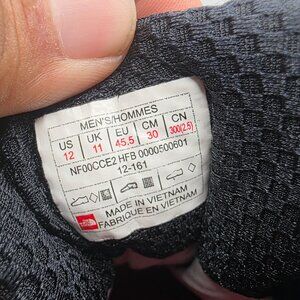 MEN'S/HOMMES
US UK EU CM CN
12 11 45.5 30 300(2.5)
NF00CCE2 HFB 0000500601
12-161
MADE IN VIETNAM
FABRIQUE EN VIETNAM